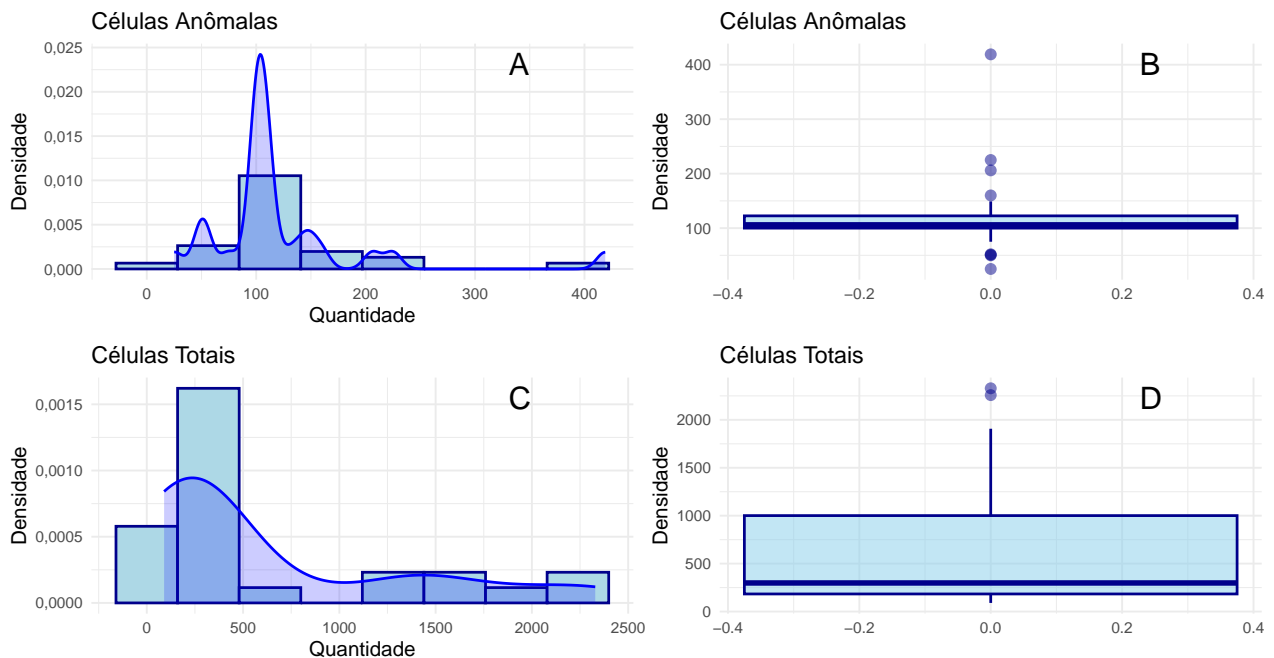 Células Anômalas
A
0,025
0,020
0,015
0,010
0,005
0,000
Densidade
0 100 200 300 400
Quantidade
Células Anômalas
B
400
300
200
100
Densidade
−0.4 −0.2 0.0 0.2 0.4
Células Totais
C
0,0015
0,0010
0,0005
0,0000
Densidade
0 500 1000 1500 2000 2500
Quantidade
Células Totais
D
2000
1500
1000
500
0
Densidade
−0.4 −0.2 0.0 0.2 0.4